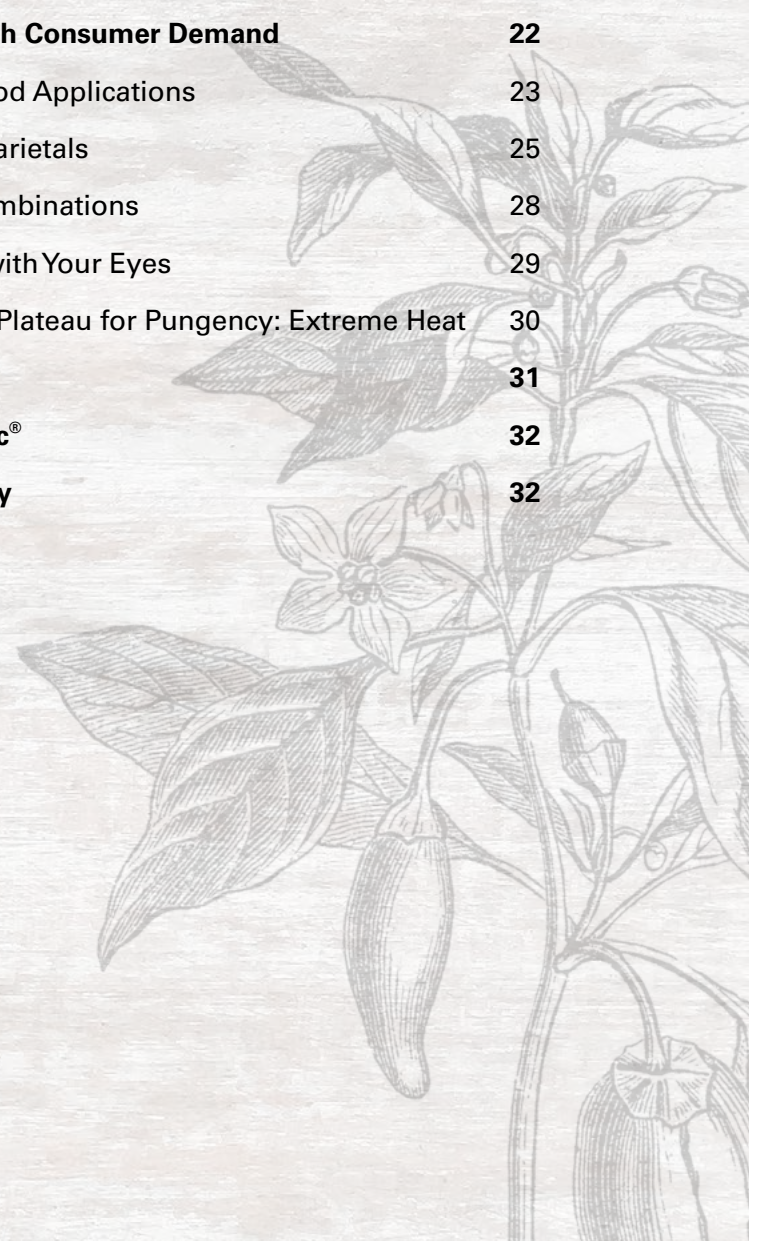 h Consumer Demand 22
od Applications 23
arietals 25
mbinations 28
with Your Eyes 29
Plateau for Pungency: Extreme Heat 30
31
c® 32
y 32